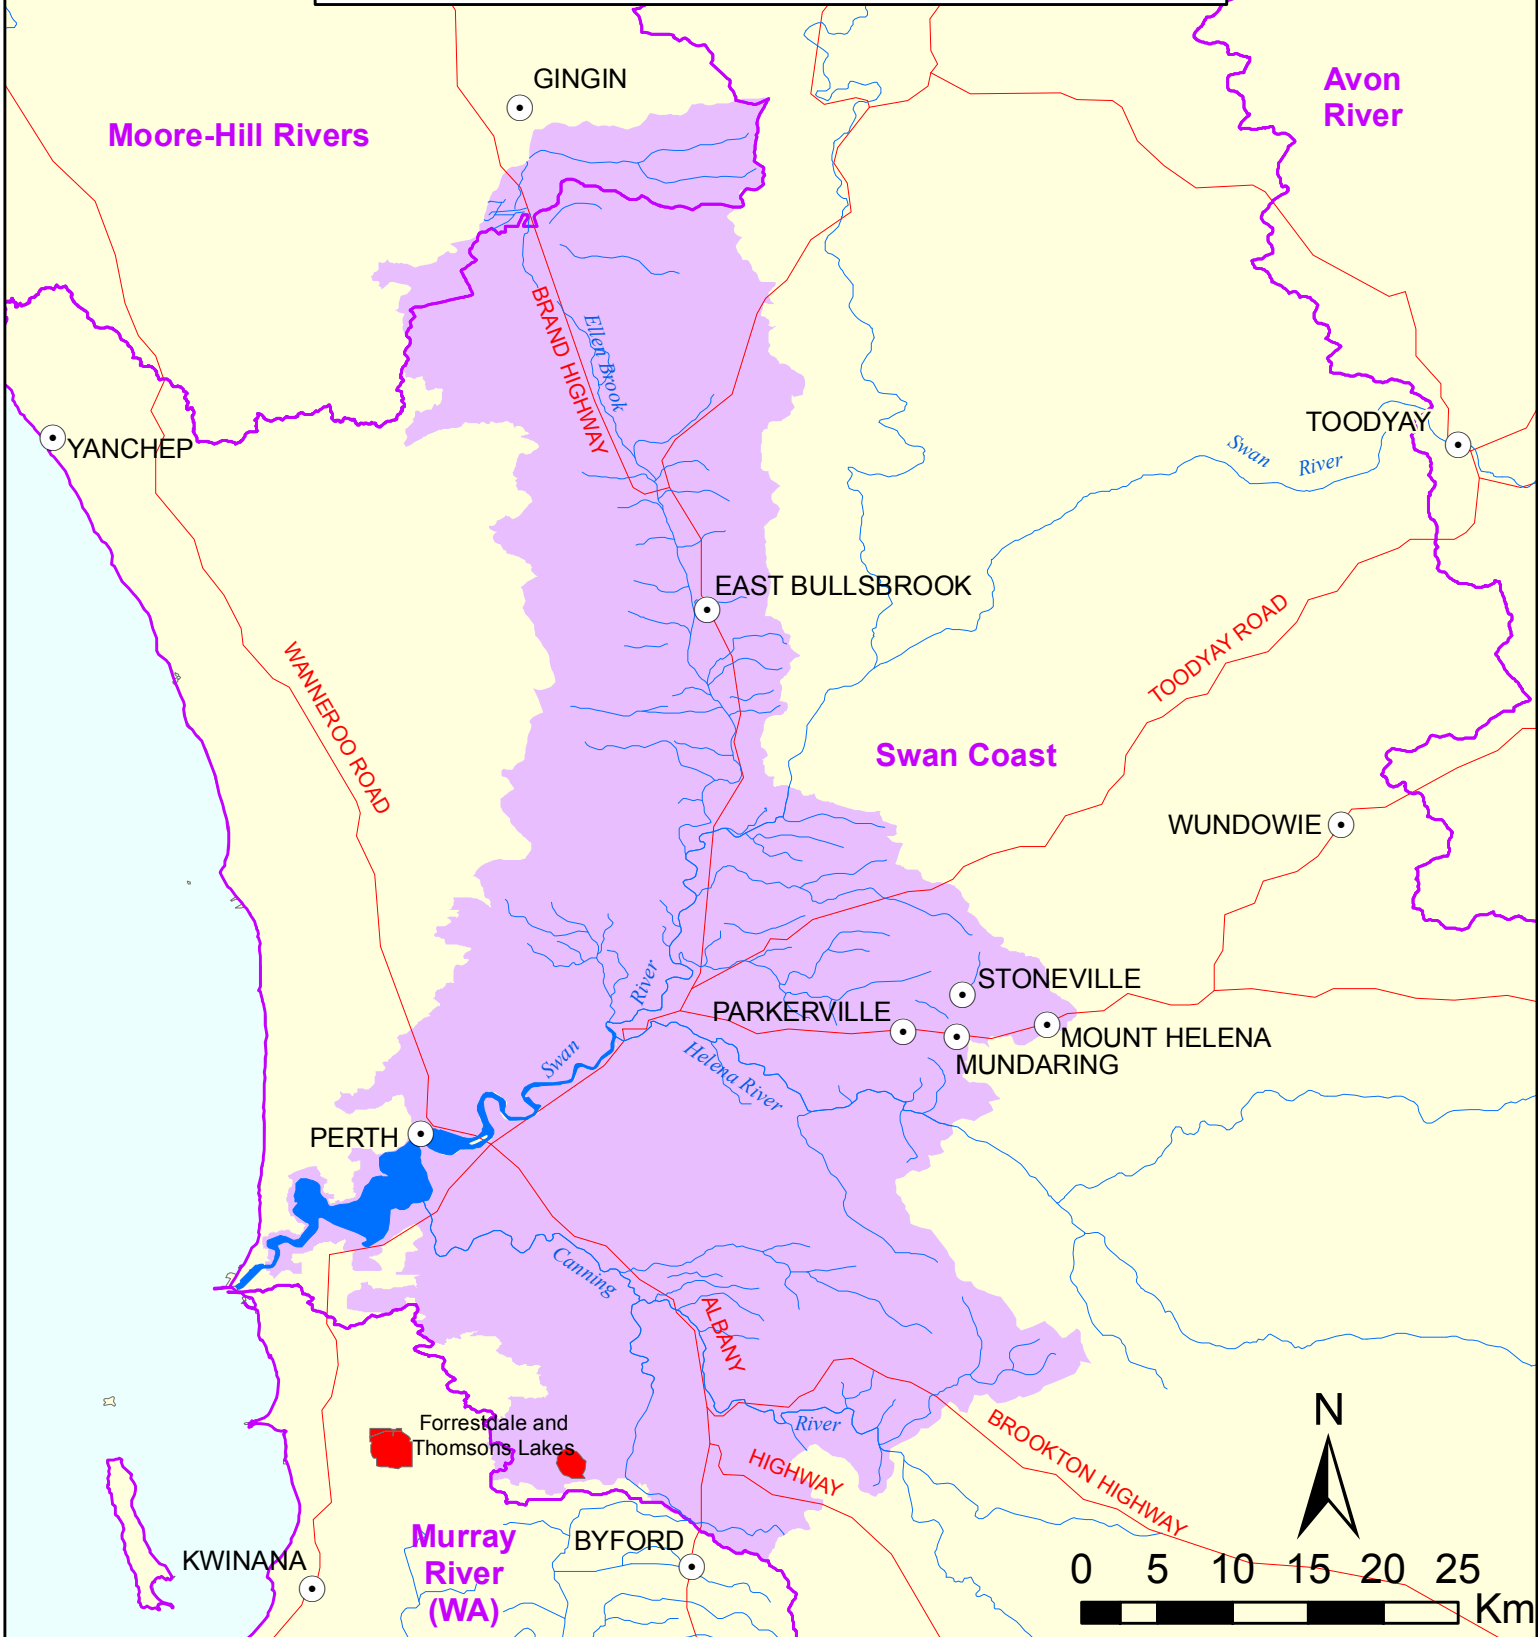 GINGIN
Avon
River
Moore-Hill Rivers
BRAND HIGHWAY
Ellen Brook
YANCHEP
TOODYAY
Swan
River
EAST BULLSBROOK
TOODYAY ROAD
WANNEROO ROAD
Swan Coast
WUNDOWIE
STONEVILLE
River
PARKERVILLE
MOUNT HELENA
Swan
Helena River
MUNDARING
PERTH
Canning
ALBANY
N
Forrestdale and
Thomsons Lakes
River
BROOKTON HIGHWAY
HIGHWAY
Murray
River
(WA)
BYFORD
KWINANA
0 5 10 15 20 25
Km